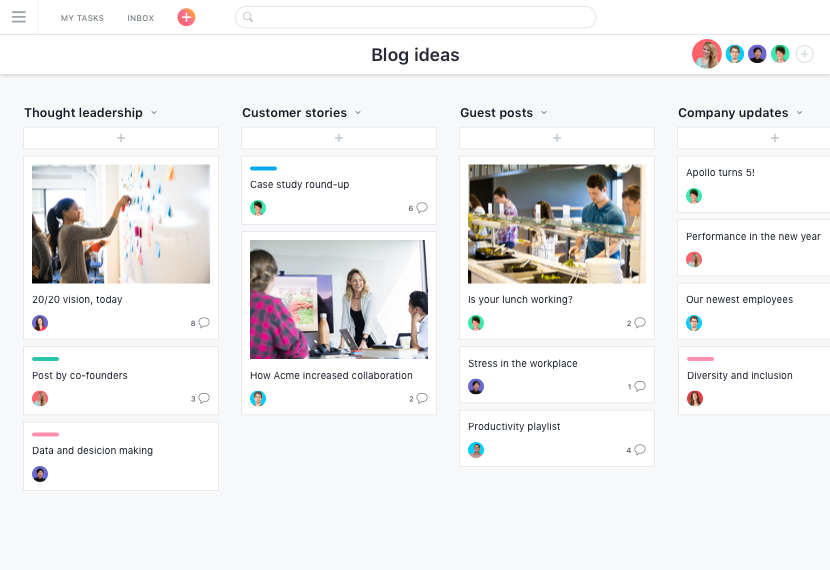 MY TASKS INBOX
Blog ideas
Thought leadership
20/20 vision, today
8
Post by co-founders
3
Data and desicion making
Customer stories
Case study round-up
6
How Acme increased collaboration
2
Guest posts
Is your lunch working?
2
Stress in the workplace
1
Productivity playlist
4
Company updates
Apollo turns 5!
Performance in the new year
Our newest employees
Diversity and inclusion